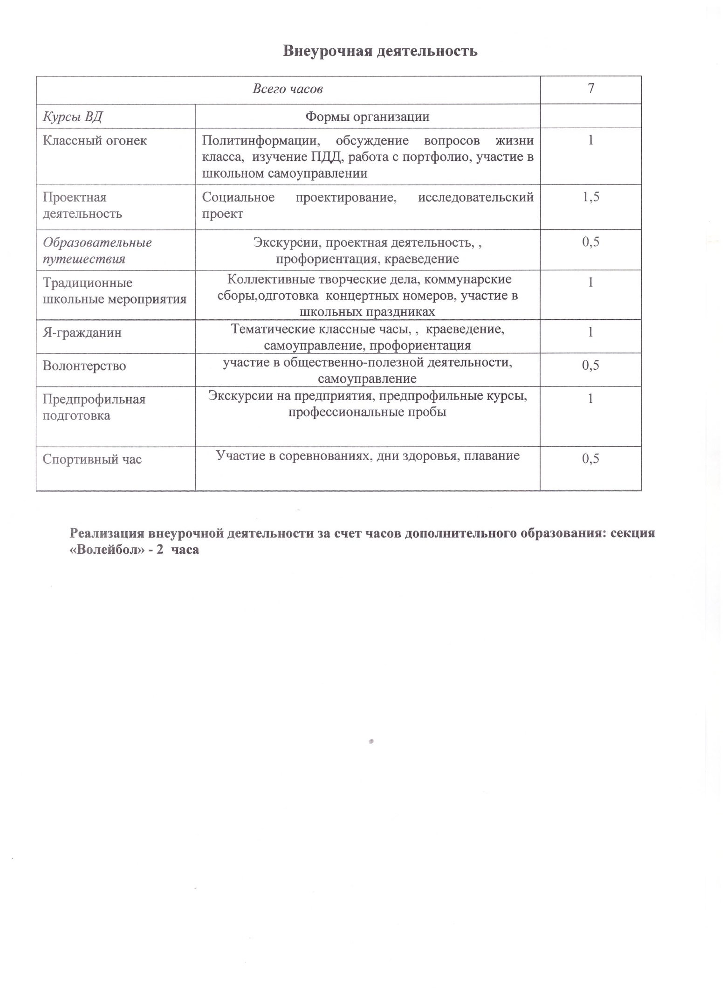 Внеурочная деятельность
Всего часов 7
Курсы ВД Формы организации
Классный огонек Политинформации, обсуждение вопросов жизни 1
класса, изучение ПДД, работа с портфолио, участие в
школьном самоуправлении
Проектная Социальное проектирование, исследовательский 1,5
деятельность проект
Образовательные Экскурсии, проектная деятельность, , 0,5
путешествия профориентация, краеведение
Традиционные Коллективные творческие дела, коммунарские 1
школьные мероприятия сборы,одготовка концертных номеров, участие в
школьных праздниках
Я-гражданин Тематические классные часы, , краеведение, 1
самоуправление, профориентация
Волонтерство участие в общественно-полезной деятельности, 0,5
самоуправление
Предпрофильная Экскурсии на предприятия, предпрофильные курсы, 1
подготовка профессиональные пробы
Спортивный час Участие в соревнованиях, дни здоровья, плавание 0,5
Реализация внеурочной деятельности за счет часов дополнительного образования: секция
«Волейбол» - 2 часа